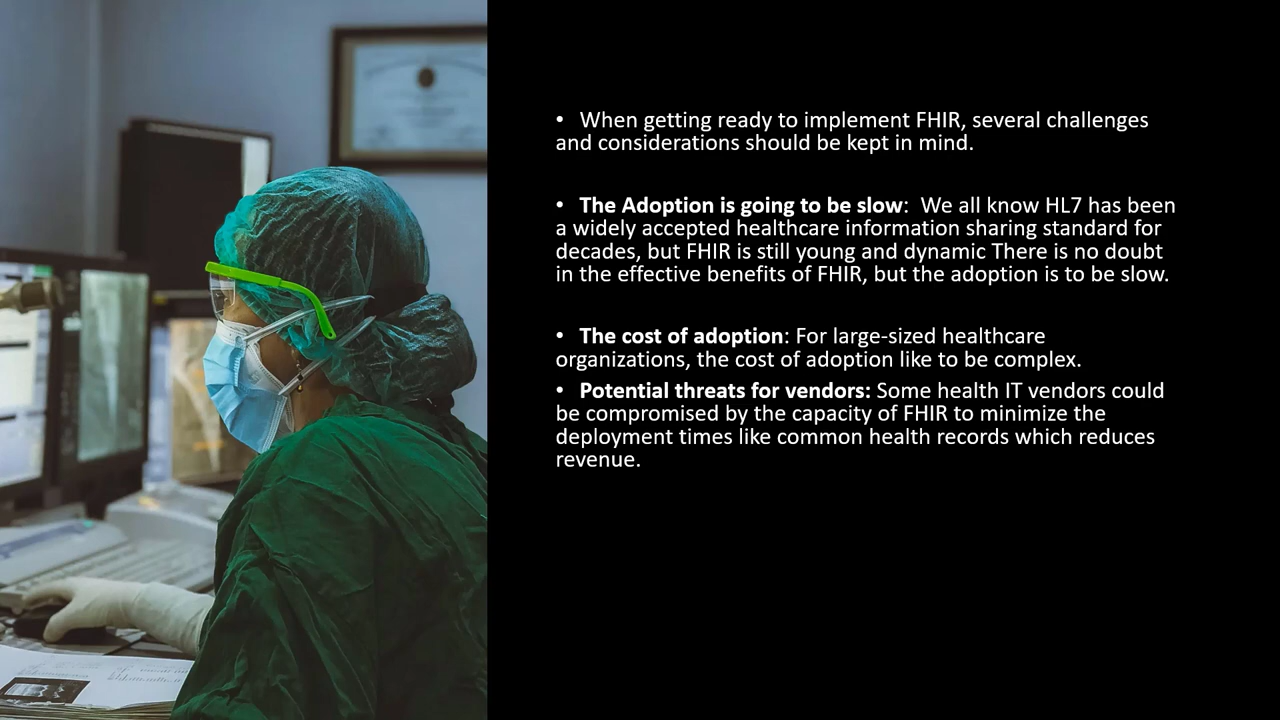 • When getting ready to implement FHIR, several challenges
and considerations should be kept in mind.
• The Adoption is going to be slow:  We all know HL7 has been
a widely accepted healthcare information sharing standard for
decades, but FHIR is still young and dynamic There is no doubt
in the effective benefits of FHIR, but the adoption is to be slow.
• The cost of adoption: For large-sized healthcare
organizations, the cost of adoption like to be complex.
• Potential threats for vendors: Some health IT vendors could
be compromised by the capacity of FHIR to minimize the
deployment times like common health records which reduces
revenue.